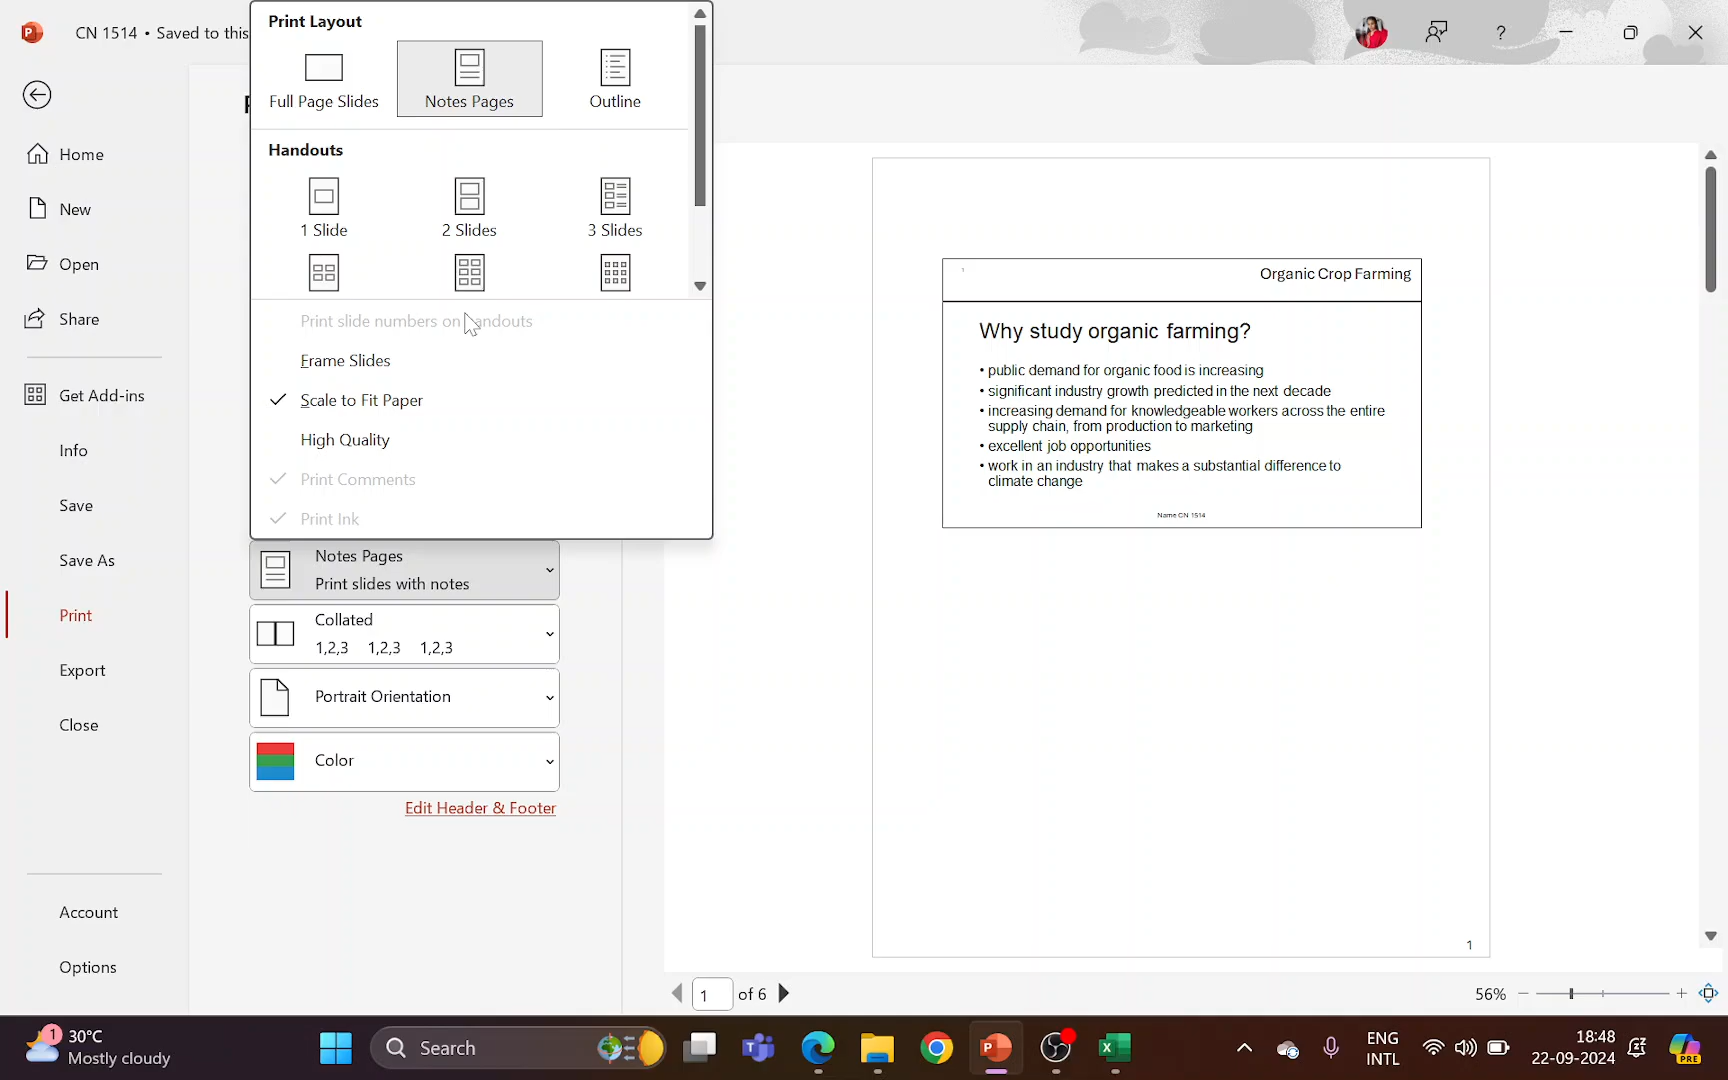 CN 1514 • Saved to this
?
Print Layout
Full Page Slides
Notes Pages
Outline
Handouts
1 Slide
2 Slides
3 Slides
Print slide numbers on handouts
Frame Slides
Scale to Fit Paper
High Quality
Print Comments
Print Ink
Home
New
Open
Share
Get Add-ins
Info
Save
Save As
Print
Export
Close
Account
Options
Notes Pages
Print slides with notes
Collated
1,2,3 1,2,3 1,2,3
Portrait Orientation
Color
Edit Header & Footer
1
Organic Crop Farming
Why study organic farming?
• public demand for organic food is increasing
• significant industry growth predicted in the next decade
• increasing demand for knowledgeable workers across the entire
supply chain, from production to marketing
• excellent job opportunities
• work in an industry that makes a substantial difference to
climate change
Name CN 1514
1
1 of 6
56%
1
30°C
Mostly cloudy
Search
ENG
INTL
18:48
22-09-2024
PRE